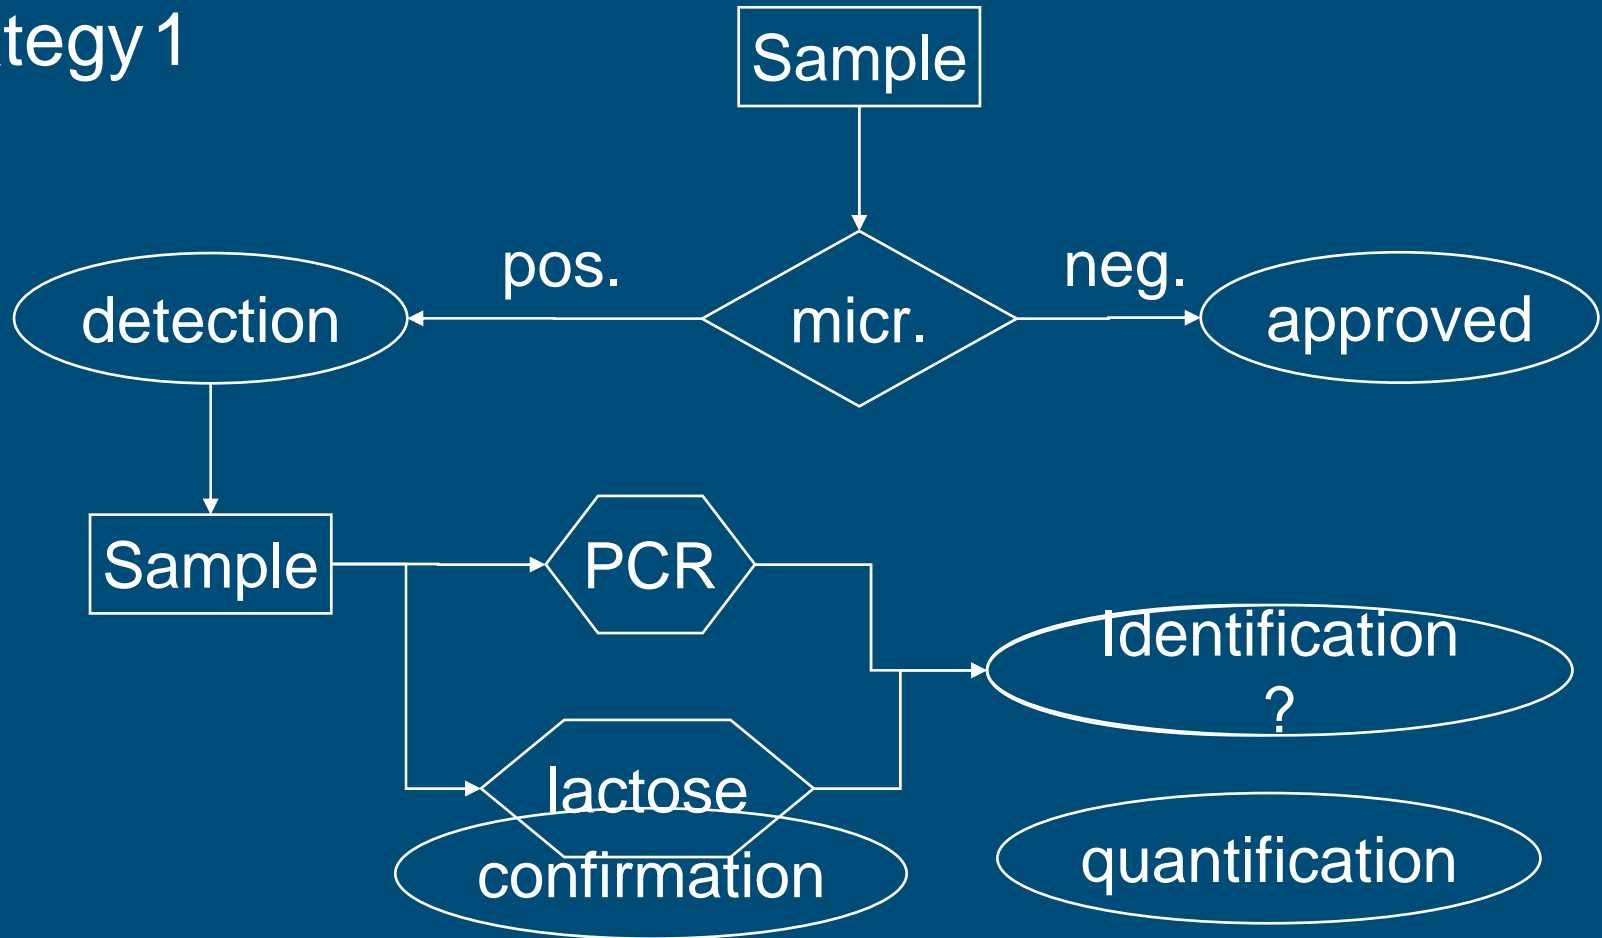 tegy 1
Sample
pos.
neg.
detection
micr.
approved
Sample
PCR
Identification
?
lactose
confirmation
quantification